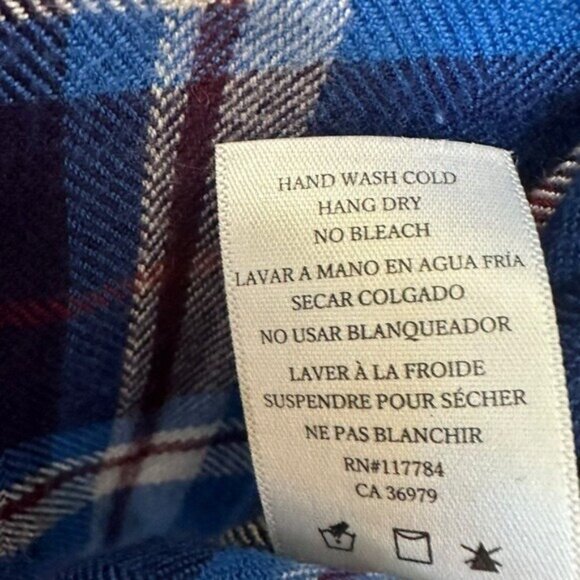 HAND WASH COLD
HANG DRY
NO BLEACH
LAVAR A MANO EN AGUA FRÍA
SECAR COLGADO
NO USAR BLANQUEADOR
LAVER À LA FROIDE
SUSPENDRE POUR SÉCHER
NE PAS BLANCHIR
RN#117784
CA 36979